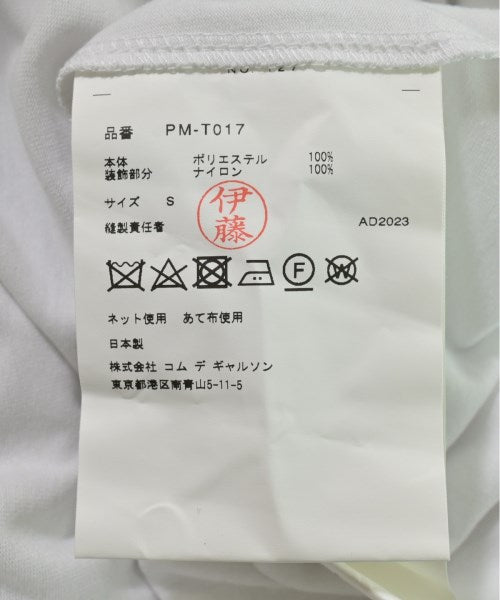 品番 PM-T017
本体 ポリエステル 100%
装飾部分 ナイロン 100%
サイズ S
伊藤
縫製責任者
AD2023
F
W
ネット使用 あて布使用
日本製
株式会社 コム デ ギャルソン
東京都港区南青山5-11-5